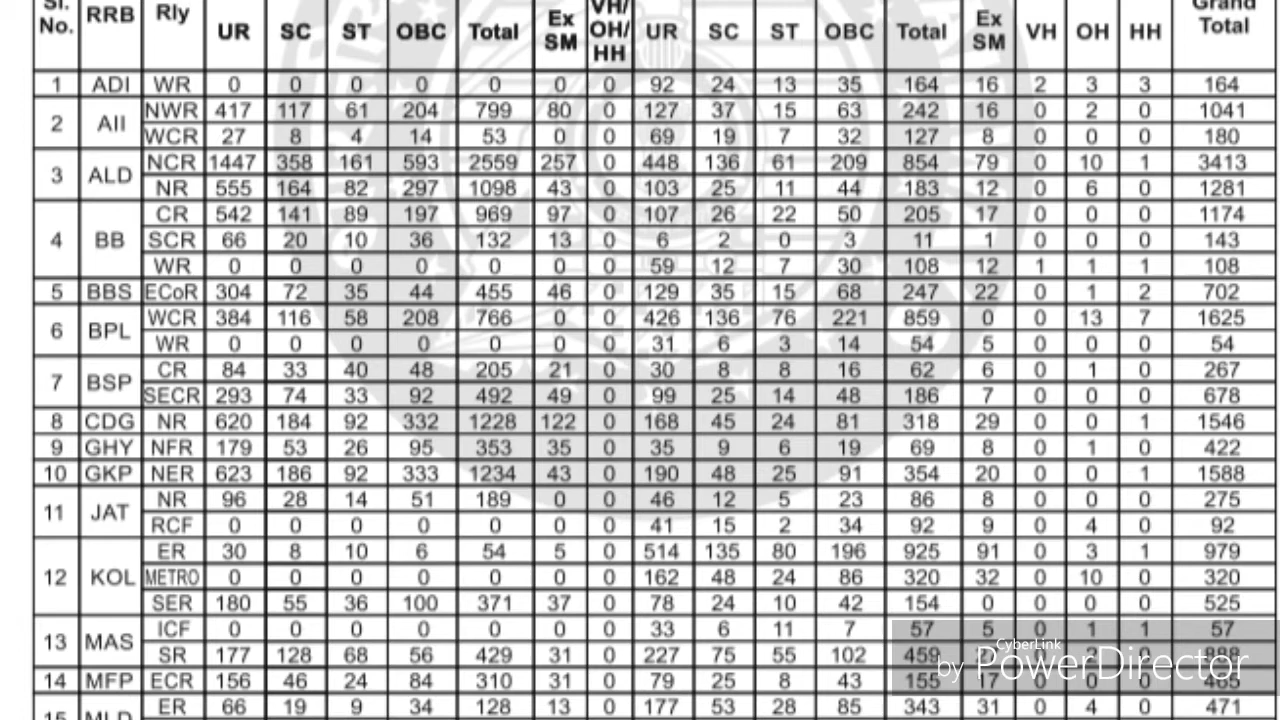 Sl. RRB Rly UR SC ST OBC Total Ex VH/ UR SC ST OBC Total Ex VH OH HH Grand
No. SM OH/ SM Total
HH
1 ADI WR 0 0 0 0 0 0 0 92 24 13 35 164 16 2 3 3 164
2 AII NWR 417 117 61 204 799 80 0 127 37 15 63 242 16 0 2 0 1041
WCR 27 8 4 14 53 0 0 69 19 7 32 127 8 0 0 0 180
3 ALD NCR 1447 358 161 593 2559 257 0 448 136 61 209 854 79 0 10 1 3413
NR 555 164 82 297 1098 43 0 103 25 11 44 183 12 0 6 0 1281
4 BB CR 542 141 89 197 969 97 0 107 26 22 50 205 17 0 0 0 1174
SCR 66 20 10 36 132 13 0 6 2 0 3 11 1 0 0 0 143
WR 0 0 0 0 0 0 0 59 12 7 30 108 12 1 1 1 108
5 BBS ECoR 304 72 35 44 455 46 0 129 35 15 68 247 22 0 1 2 702
6 BPL WCR 384 116 58 208 766 0 0 426 136 76 221 859 0 0 13 7 1625
WR 0 0 0 0 0 0 0 31 6 3 14 54 5 0 0 0 54
7 BSP CR 84 33 40 48 205 21 0 30 8 8 16 62 6 0 1 0 267
SECR 293 74 33 92 492 49 0 99 25 14 48 186 7 0 0 0 678
8 CDG NR 620 184 92 332 1228 122 0 168 45 24 81 318 29 0 0 1 1546
9 GHY NFR 179 53 26 95 353 35 0 35 9 6 19 69 8 0 1 0 422
10 GKP NER 623 186 92 333 1234 43 0 190 48 25 91 354 20 0 0 1 1588
11 JAT NR 96 28 14 51 189 0 0 46 12 5 23 86 8 0 0 0 275
RCF 0 0 0 0 0 0 0 41 15 2 34 92 9 0 4 0 92
12 KOL ER 30 8 10 6 54 5 0 514 135 80 196 925 91 0 3 1 979
METRO 0 0 0 0 0 0 0 162 48 24 86 320 32 0 10 0 320
SER 180 55 36 100 371 37 0 78 24 10 42 154 0 0 0 0 525
13 MAS ICF 0 0 0 0 0 0 0 33 6 11 7 57 5 0 1 1 57
SR 177 128 68 56 429 31 0 227 75 55 102 459 888
14 MFP ECR 156 46 24 84 310 31 0 79 25 8 43 155 17 0 0 0 465
15 MLD ER 66 19 9 34 128 13 0 177 53 28 85 343 31 0 4 0 471
CyberLink
by PowerDirector